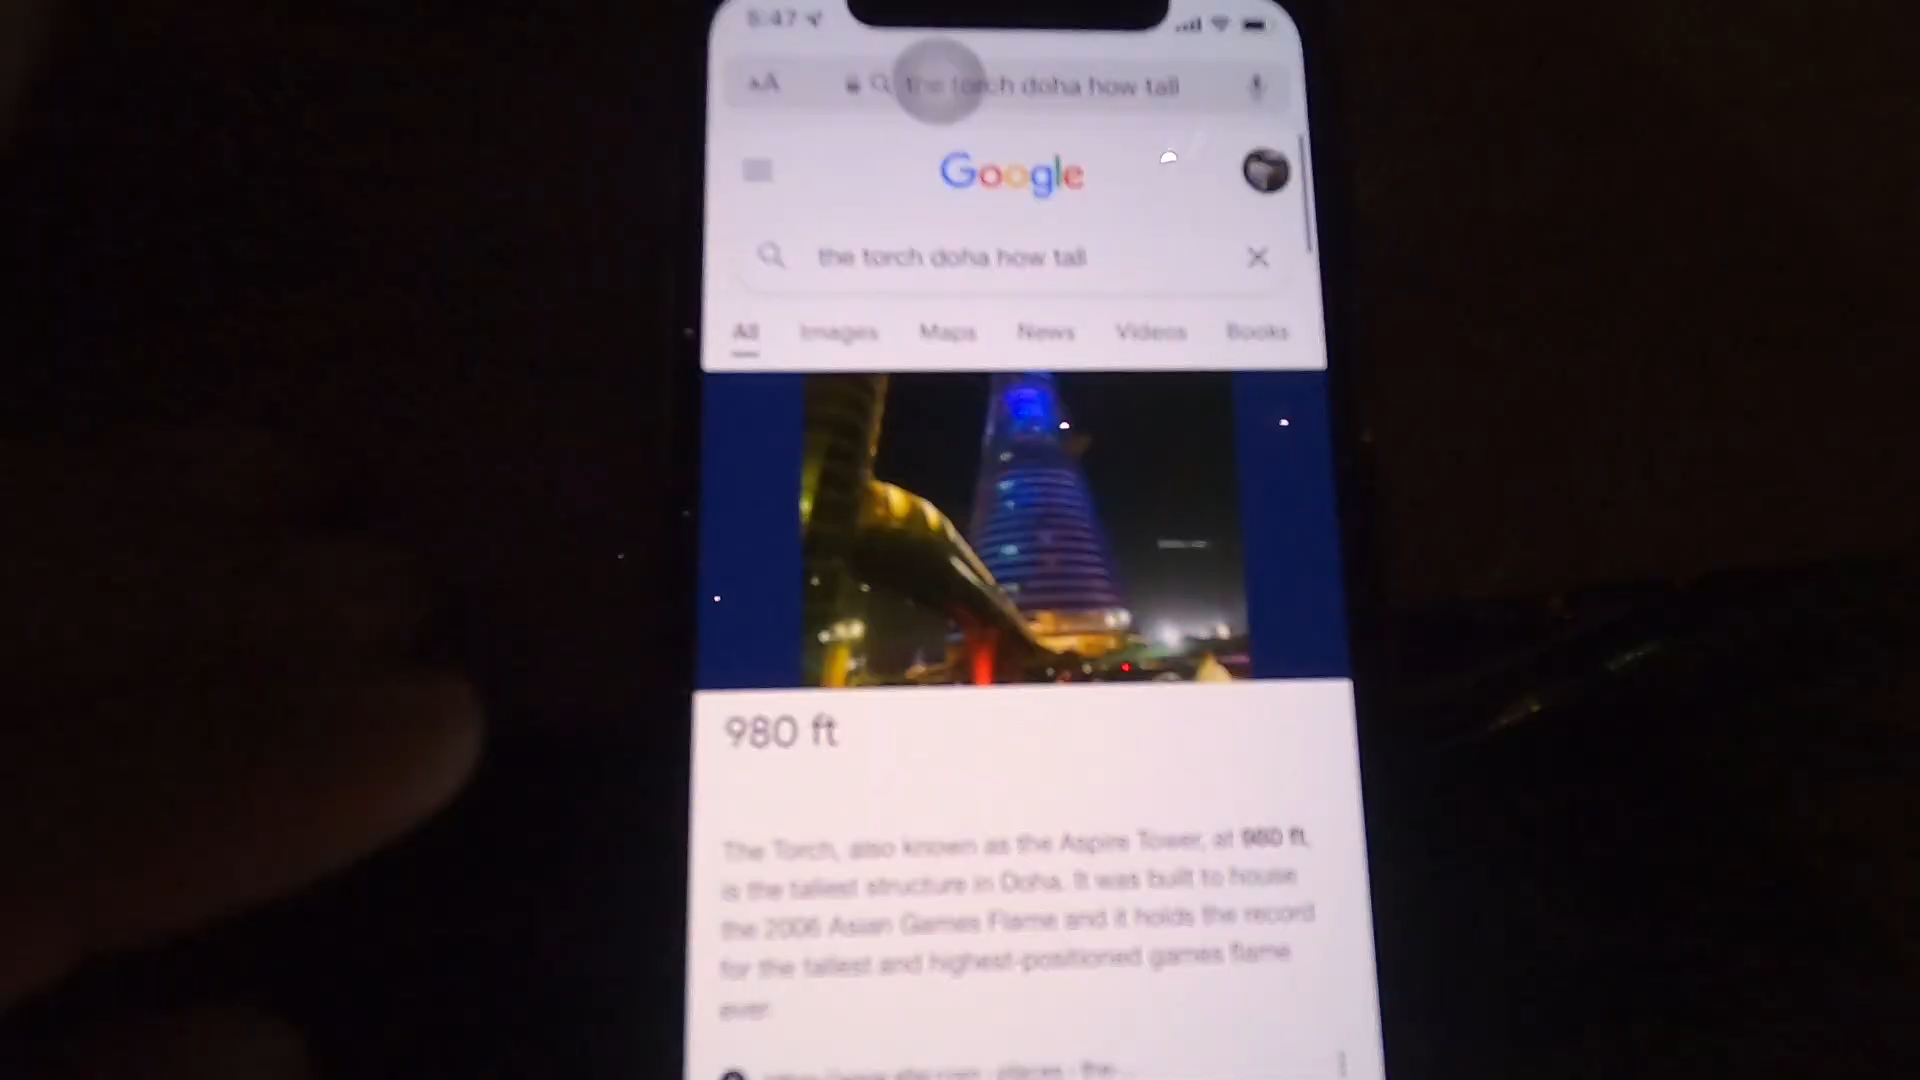 5:47
AA the torch doha how tall
Google
the torch doha how tall
All Images Maps News Videos Books
980 ft
The Torch, also known as the Aspire Tower, at 980 ft,
is the tallest structure in Doha. It was built to house
the 2006 Asian Games Flame and it holds the record
for the tallest and highest-positioned games flame
ever.